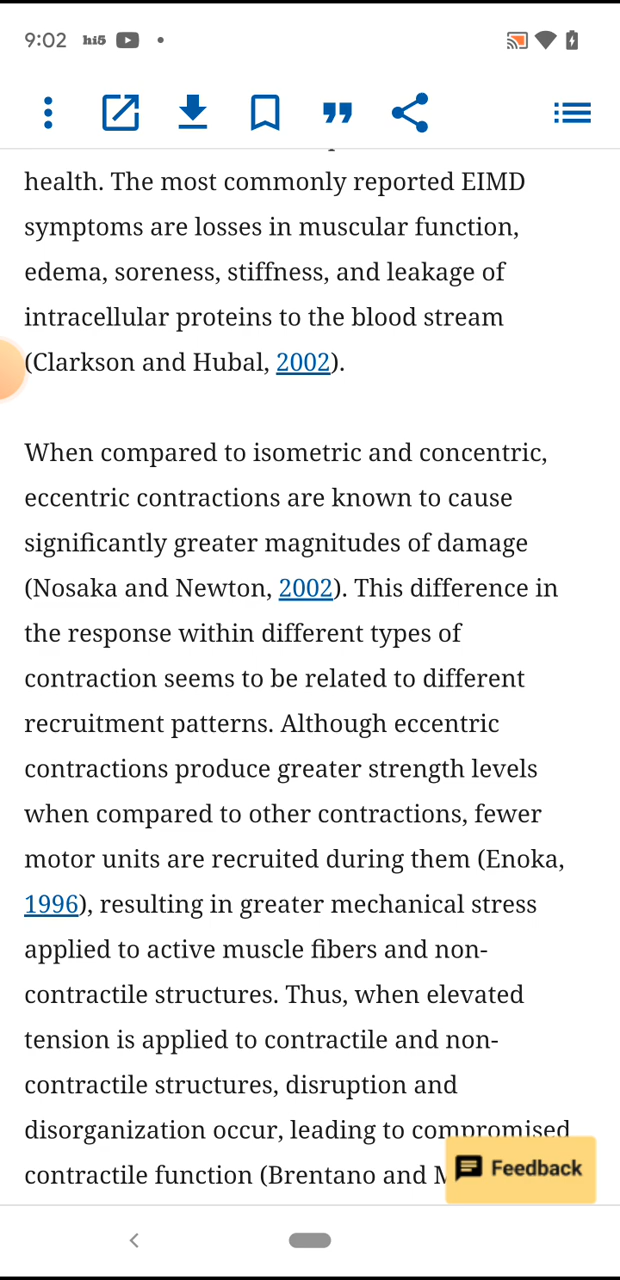 9:02 hi5
health. The most commonly reported EIMD
symptoms are losses in muscular function,
edema, soreness, stiffness, and leakage of
intracellular proteins to the blood stream
(Clarkson and Hubal, 2002).
When compared to isometric and concentric,
eccentric contractions are known to cause
significantly greater magnitudes of damage
(Nosaka and Newton, 2002). This difference in
the response within different types of
contraction seems to be related to different
recruitment patterns. Although eccentric
contractions produce greater strength levels
when compared to other contractions, fewer
motor units are recruited during them (Enoka,
1996), resulting in greater mechanical stress
applied to active muscle fibers and non-
contractile structures. Thus, when elevated
tension is applied to contractile and non-
contractile structures, disruption and
disorganization occur, leading to compromised
contractile function (Brentano and
Feedback